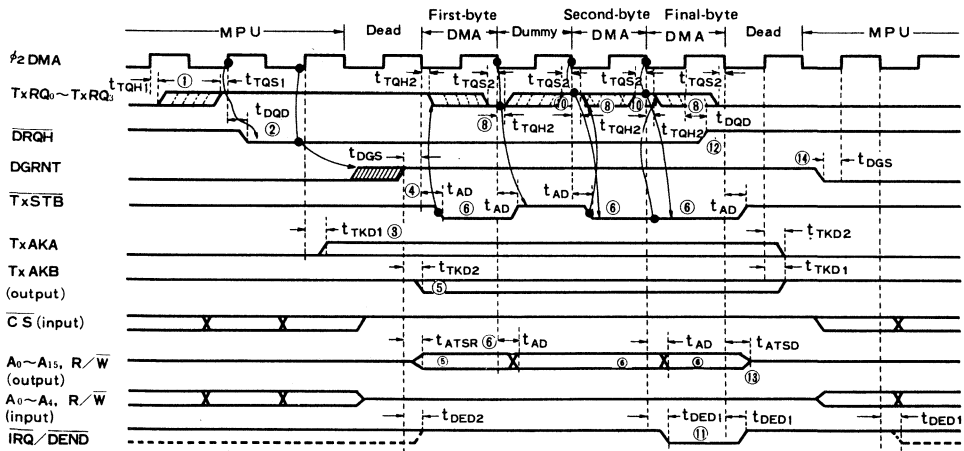 First-byte Second-byte Final-byte
MPU Dead DMA Dummy DMA DMA Dead MPU
φ₂ DMA
tTQH1 ① tTQS1 tTQH2 tTQS2 tTQS2 tTQS2 tTQS2
TxRQ₀~TxRQ₃ ⑩ ⑧ ⑩ ⑧
tDQD ⑧ tTQH2 tTQH2 tTQH2 tDQD
DRQH ② ⑫
DGRNT tDGS ⑭ tDGS
TxSTB ④ tAD ⑥ tAD tAD ⑥ ⑥ tAD
TxAKA tTKD1 ③ tTKD2
TxAKB tTKD2 tTKD1
(output) ⑤
CS (input)
A₀~A₁₅, R/W tATSR ⑥ tAD tAD tATSD
(output) ⑤ ⑥ ⑥ ⑬
A₀~A₄, R/W
(input) tDED2 tDED1 tDED1 tDED1
IRQ/DEND ⑪